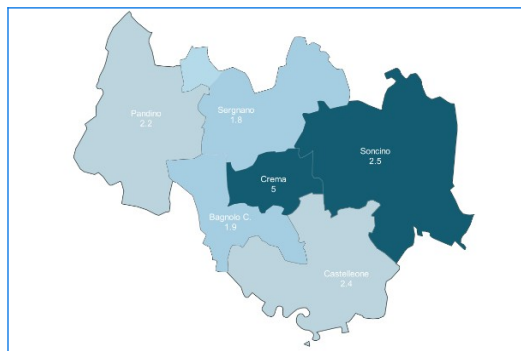 Pandino
2.2
Sergnano
1.8
Soncino
2.5
Crema
5
Bagnolo C.
1.9
Castelleone
2.4